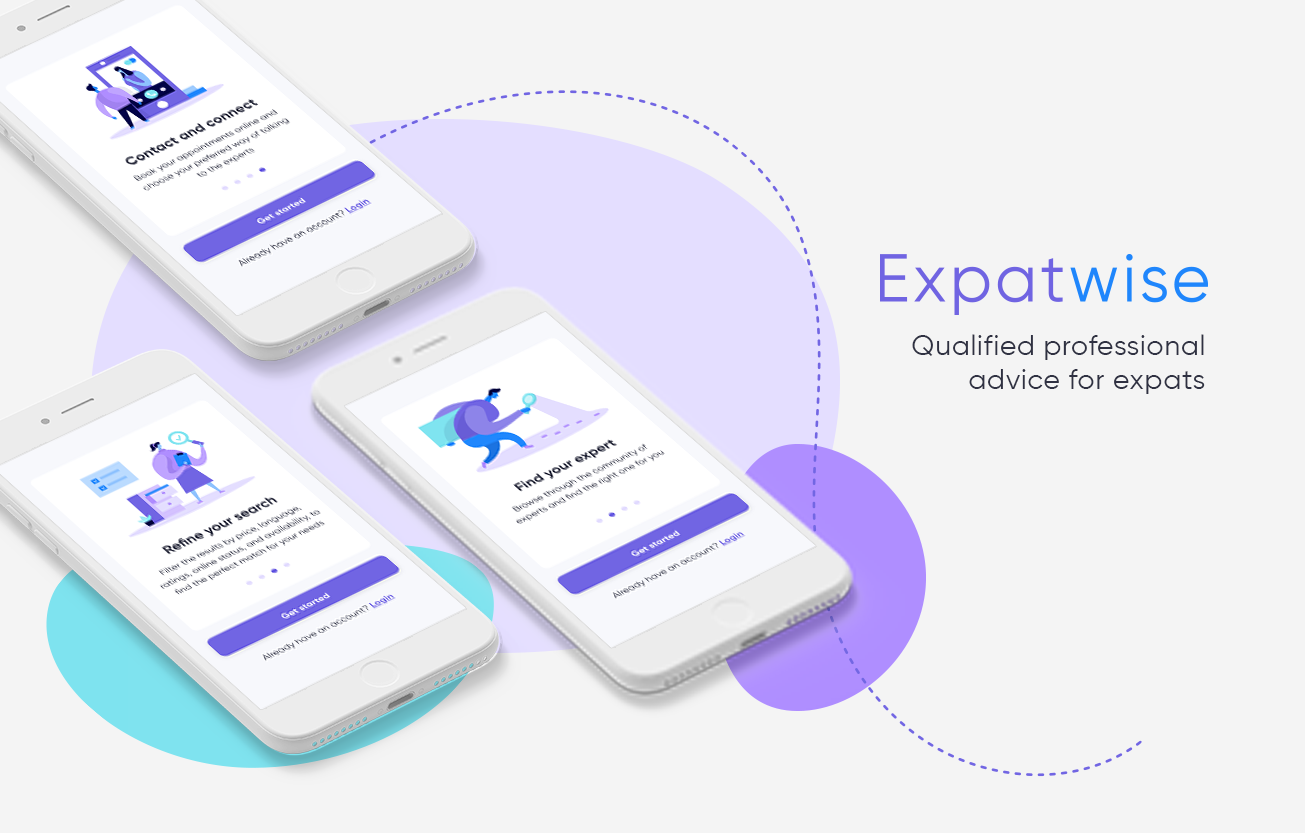 Contact and connect
Book your appointments online and
choose your preferred way of talking
to the experts
Get started
Already have an account? Login
Expatwise
Qualified professional
advice for expats
Find your expert
Browse through the community of
experts and find the right one for you
Get started
Already have an account? Login
Refine your search
Filter the results by price, language,
ratings, online status, and availability, to
find the perfect match for your needs
Get started
Already have an account? Login